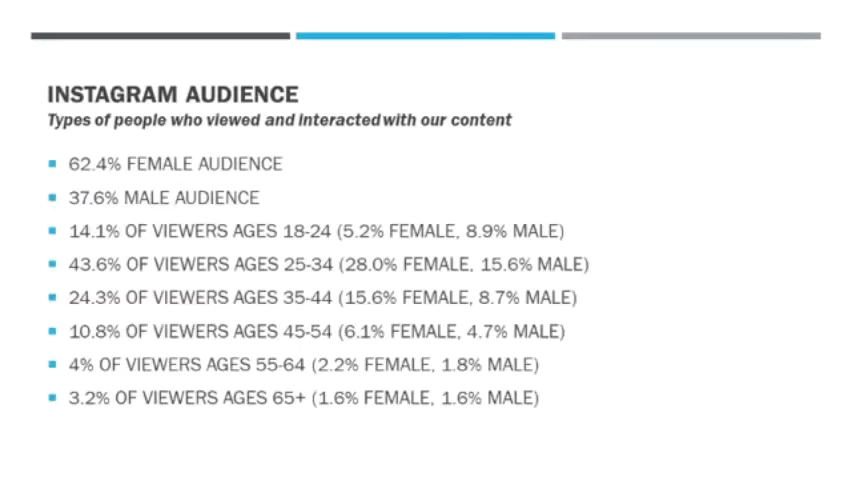 INSTAGRAM AUDIENCE
Types of people who viewed and interacted with our content
62.4% FEMALE AUDIENCE
37.6% MALE AUDIENCE
14.1% OF VIEWERS AGES 18-24 (5.2% FEMALE, 8.9% MALE)
43.6% OF VIEWERS AGES 25-34 (28.0% FEMALE, 15.6% MALE)
24.3% OF VIEWERS AGES 35-44 (15.6% FEMALE, 8.7% MALE)
10.8% OF VIEWERS AGES 45-54 (6.1% FEMALE, 4.7% MALE)
4% OF VIEWERS AGES 55-64 (2.2% FEMALE, 1.8% MALE)
3.2% OF VIEWERS AGES 65+ (1.6% FEMALE, 1.6% MALE)